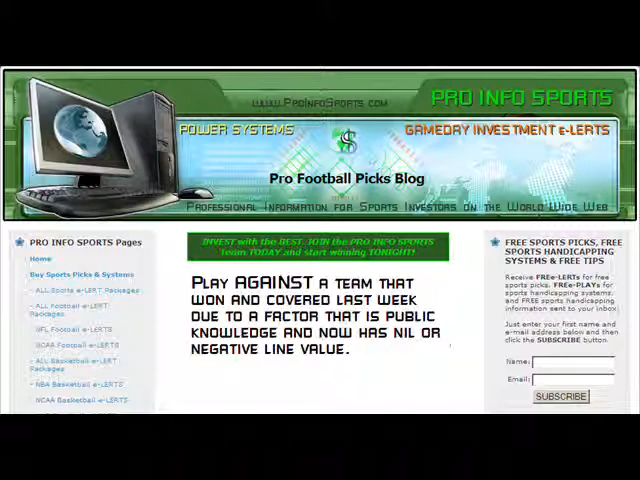 www.ProInfoSports.com
PRO INFO SPORTS
POWER SYSTEMS
GAMEDAY INVESTMENT e-LERTS
Pro Football Picks Blog
Professional Information for Sports Investors on the World Wide Web
PRO INFO SPORTS Pages
Home
Buy Sports Picks & Systems
- ALL Sports e-LERT Packages
- ALL Football e-LERT
Packages
- NFL Football e-LERTS
- NCAA Football e-LERTS
- ALL Basketball e-LERT
Packages
- NBA Basketball e-LERTS
- NCAA Basketball e-LERTS
INVEST with the BEST. JOIN the PRO INFO SPORTS
Team TODAY and start winning TONIGHT!
Play AGAINST a team that
won and covered last week
due to a factor that is public
knowledge and now has nil or
negative line value.
FREE SPORTS PICKS, FREE
SPORTS HANDICAPPING
SYSTEMS & FREE TIPS
Receive FREe-LERTs for free
sports picks, FREe-PLAYs for
sports handicapping systems,
and FREE sports handicapping
information sent to your inbox.
Just enter your first name and
e-mail address below and then
click the SUBSCRIBE button.
Name:
Email:
SUBSCRIBE